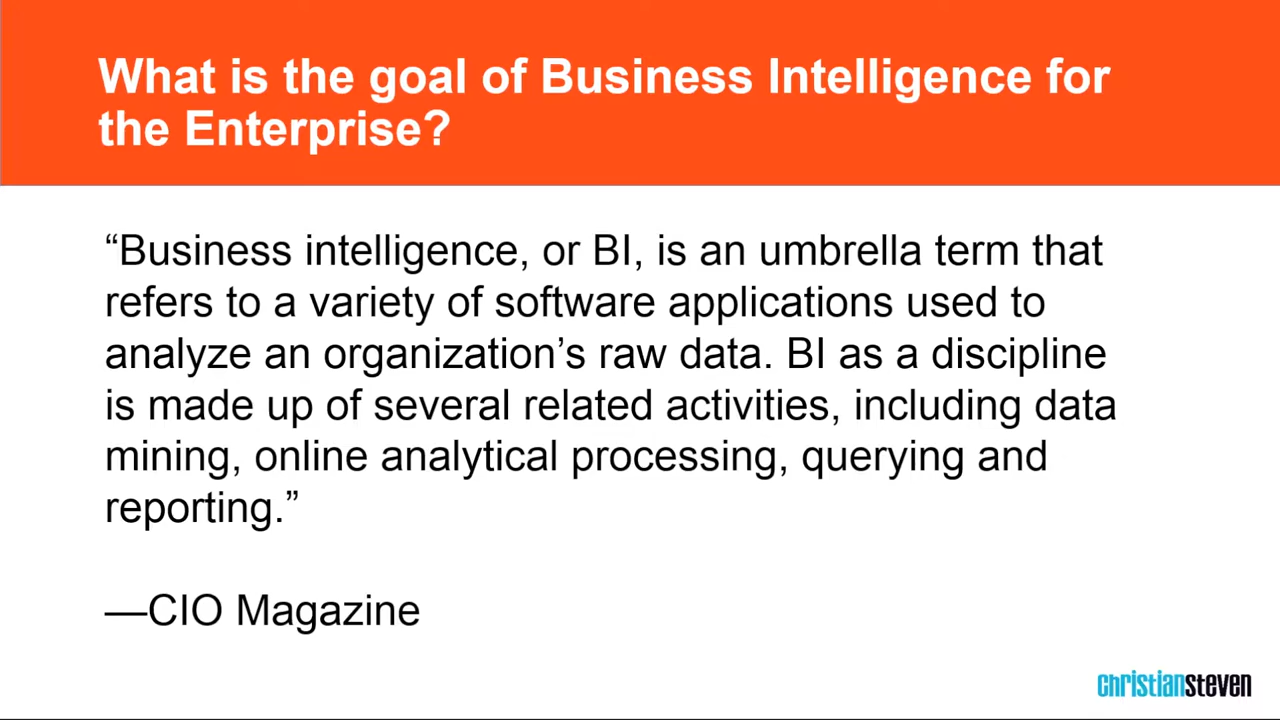 What is the goal of Business Intelligence for
the Enterprise?
“Business intelligence, or BI, is an umbrella term that
refers to a variety of software applications used to
analyze an organization’s raw data. BI as a discipline
is made up of several related activities, including data
mining, online analytical processing, querying and
reporting.”
—CIO Magazine
christiansteven